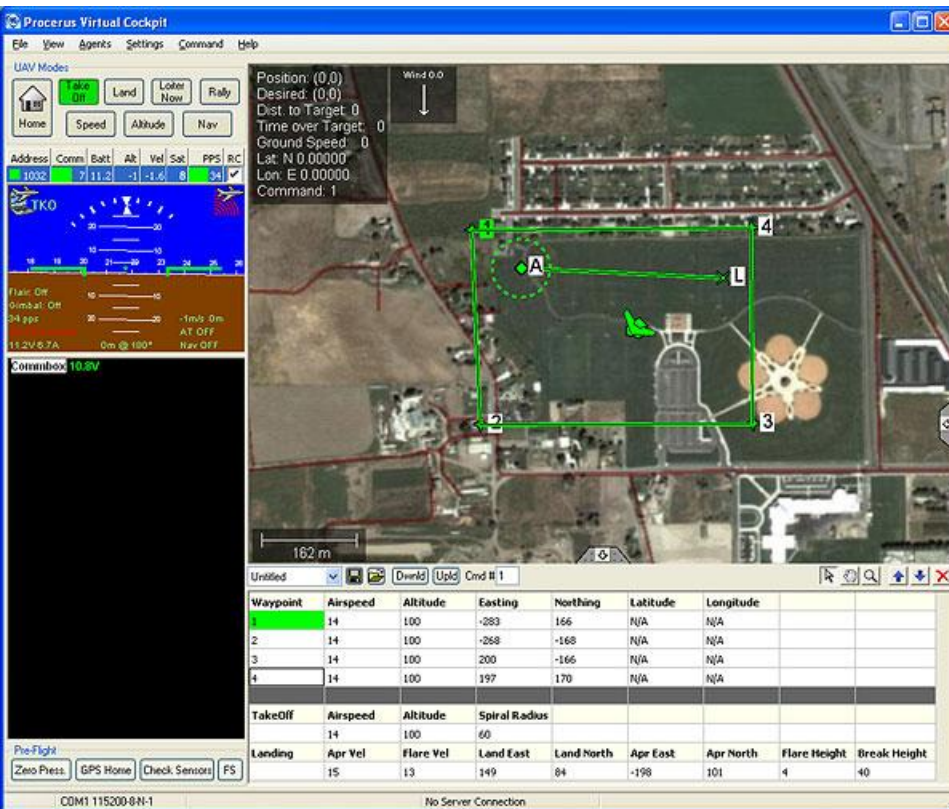 Procerus Virtual Cockpit
File View Agents Settings Command Help
UAV Modes
Home
Take Off
Land
Loiter Now
Rally
Speed
Altitude
Nav
Address Comm Batt Alt Vel Sat PPS RC
1032 7 11.2 -1 -1.6 8 34
TKO
Flair: Off
Gimbal: Off
34 pps
-1m/s 0m
AT OFF
11.2V 6.7A 0m @ 100° Nav OFF
Commbox 10.8V
Position: (0,0)
Desired: (0,0)
Dist. to Target: 0
Time over Target: 0
Ground Speed: 0
Lat: N 0.00000
Lon: E 0.00000
Command: 1
Wind 0.0
1
4
A
L
2
3
162 m
Untitled Dwnld Upld Cmd # 1
Waypoint Airspeed Altitude Easting Northing Latitude Longitude
1 14 100 -283 166 N/A N/A
2 14 100 -268 -168 N/A N/A
3 14 100 200 -166 N/A N/A
4 14 100 197 170 N/A N/A
TakeOff Airspeed Altitude Spiral Radius
14 100 60
Landing Apr Vel Flare Vel Land East Land North Apr East Apr North Flare Height Break Height
15 13 149 84 -198 101 4 40
Pre-Flight
Zero Press. GPS Home Check Sensors FS
COM1 115200-8-N-1 No Server Connection